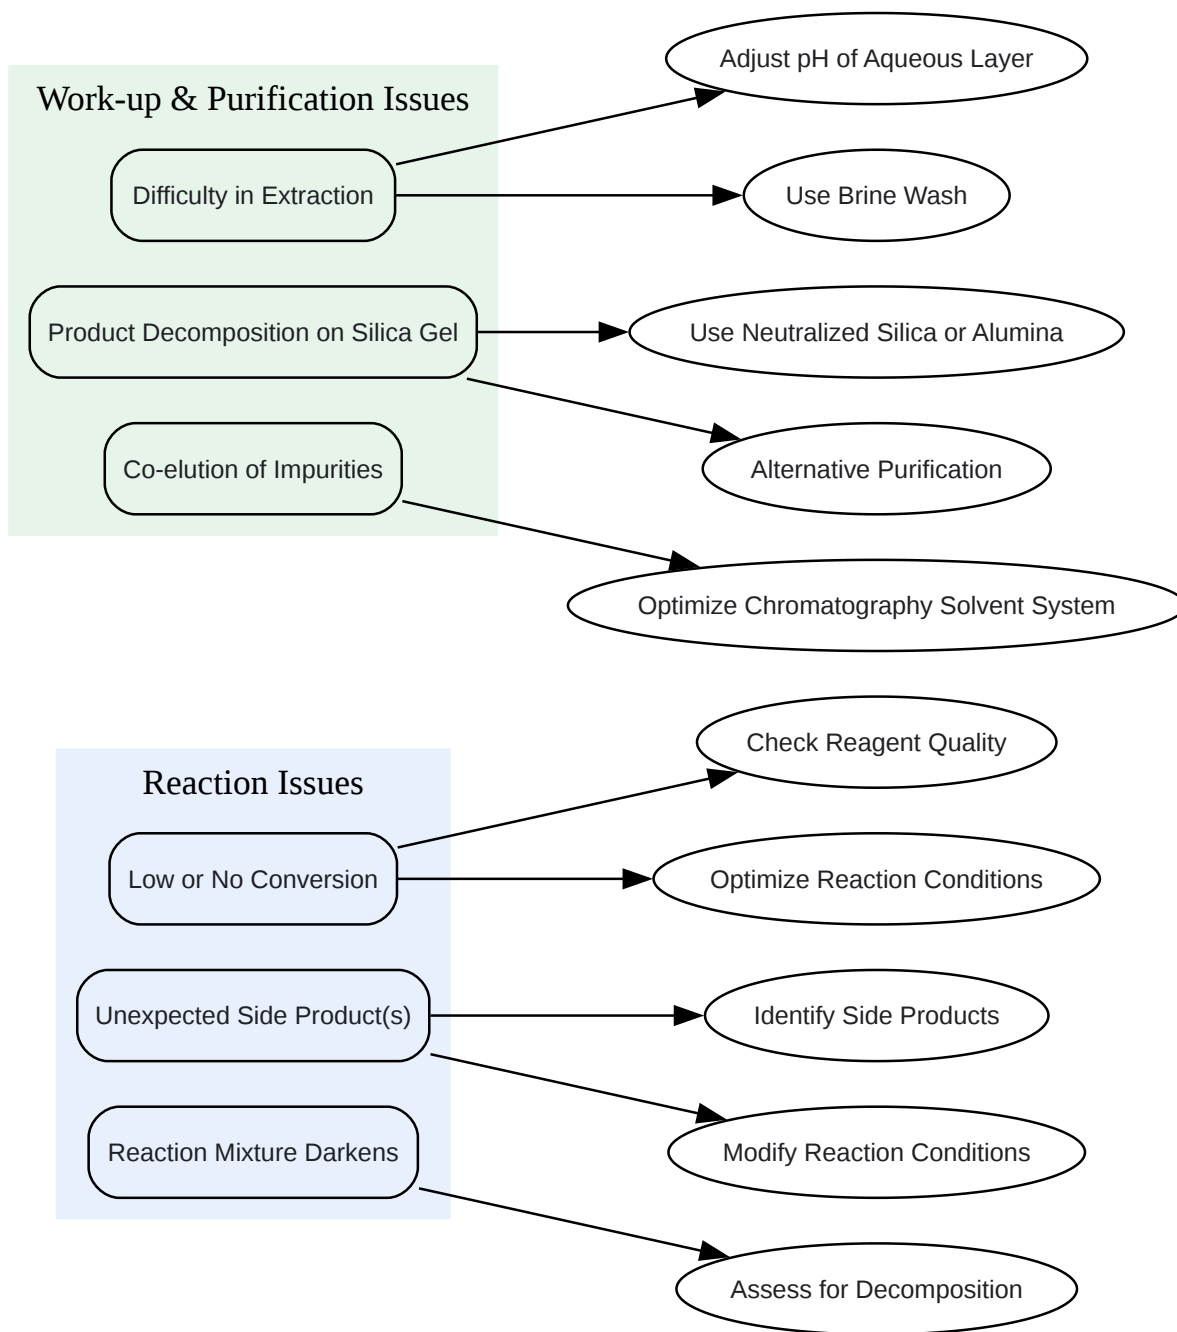 Work-up & Purification Issues
Difficulty in Extraction
Product Decomposition on Silica Gel
Co-elution of Impurities
Adjust pH of Aqueous Layer
Use Brine Wash
Use Neutralized Silica or Alumina
Alternative Purification
Optimize Chromatography Solvent System
Reaction Issues
Low or No Conversion
Unexpected Side Product(s)
Reaction Mixture Darkens
Check Reagent Quality
Optimize Reaction Conditions
Identify Side Products
Modify Reaction Conditions
Assess for Decomposition